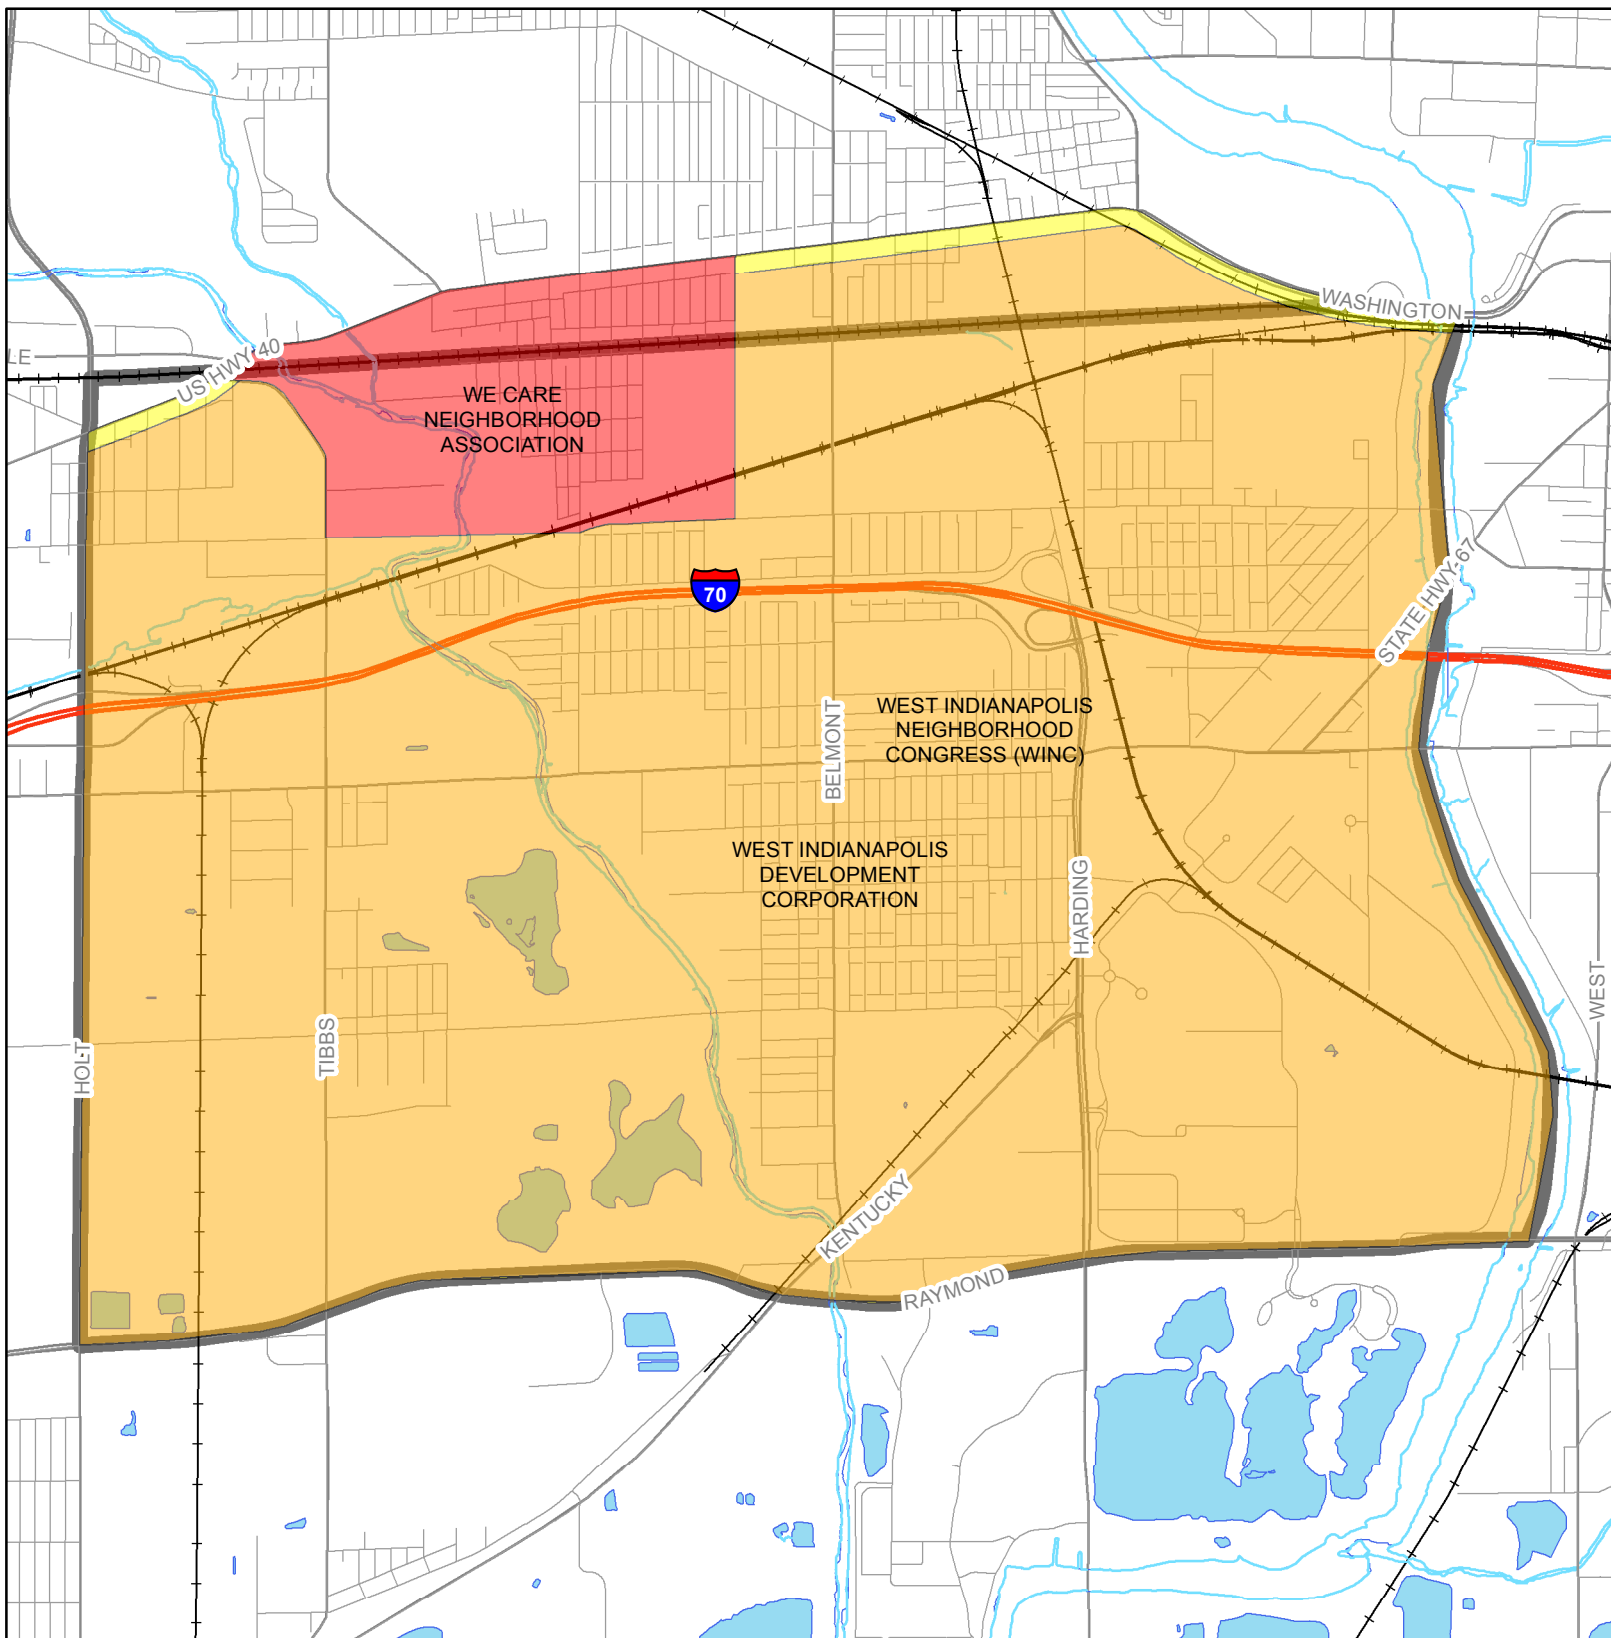 WASHINGTON
LE
US HWY 40
WE CARE
NEIGHBORHOOD
ASSOCIATION
70
STATE HWY 67
WEST INDIANAPOLIS
NEIGHBORHOOD
CONGRESS (WINC)
BELMONT
WEST INDIANAPOLIS
DEVELOPMENT
CORPORATION
HARDING
WEST
HOLT
TIBBS
KENTUCKY
RAYMOND